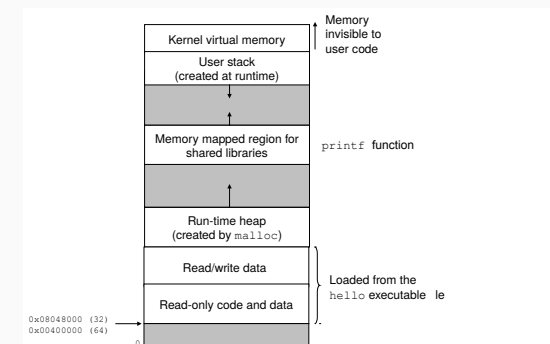 Kernel virtual memory
Memory
invisible to
user code
User stack
(created at runtime)
Memory mapped region for
shared libraries
printf function
Run-time heap
(created by malloc)
Read/write data
Loaded from the
hello executable le
Read-only code and data
0x08048000 (32)
0x00400000 (64)
0